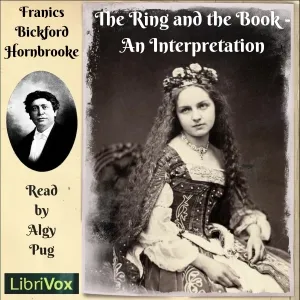 Franics
Bickford
Hornbrooke
The Ring and the Book -
An Interpretation
Read
by
Algy
Pug
LibriVox